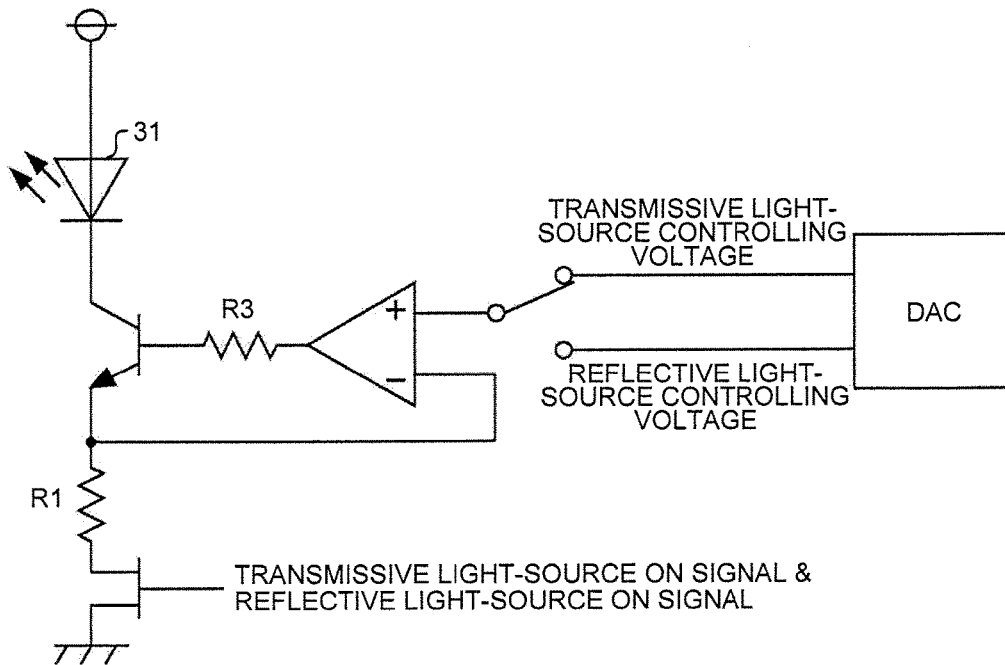 31
TRANSMISSIVE LIGHT-
SOURCE CONTROLLING
VOLTAGE
R3
+
DAC
−
REFLECTIVE LIGHT-
SOURCE CONTROLLING
VOLTAGE
R1
TRANSMISSIVE LIGHT-SOURCE ON SIGNAL &
REFLECTIVE LIGHT-SOURCE ON SIGNAL